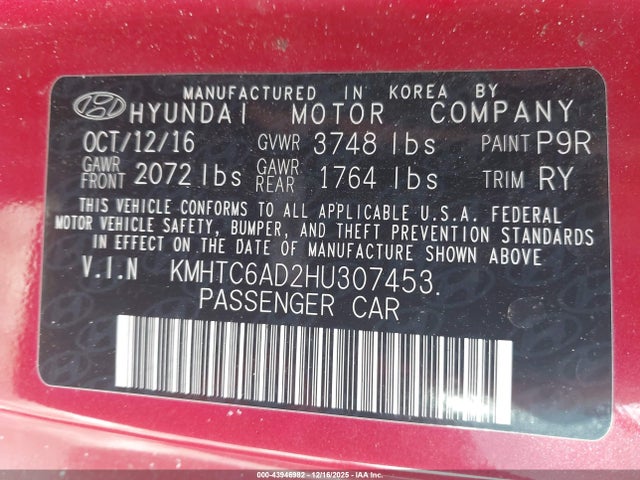 MANUFACTURED IN KOREA BY
HYUNDAI MOTOR COMPANY
OCT/12/16 GVWR 3748 lbs PAINT P9R
GAWR FRONT 2072 lbs GAWR REAR 1764 lbs TRIM RY
THIS VEHICLE CONFORMS TO ALL APPLICABLE U.S.A. FEDERAL
MOTOR VEHICLE SAFETY, BUMPER, AND THEFT PREVENTION STANDARDS
IN EFFECT ON THE DATE OF MANUFACTURE SHOWN ABOVE
V.I.N KMHTC6AD2HU307453.
PASSENGER CAR
000-43946982 - 12/16/2025 - IAA, Inc.